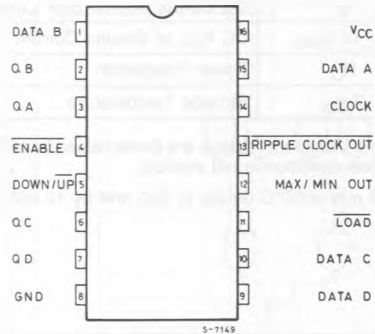 DATA B 1 16 VCC
Q B 2 15 DATA A
Q A 3 14 CLOCK
ENABLE 4 13 RIPPLE CLOCK OUT
DOWN/UP 5 12 MAX/MIN OUT
Q C 6 11 LOAD
Q D 7 10 DATA C
GND 8 9 DATA D
S-7149